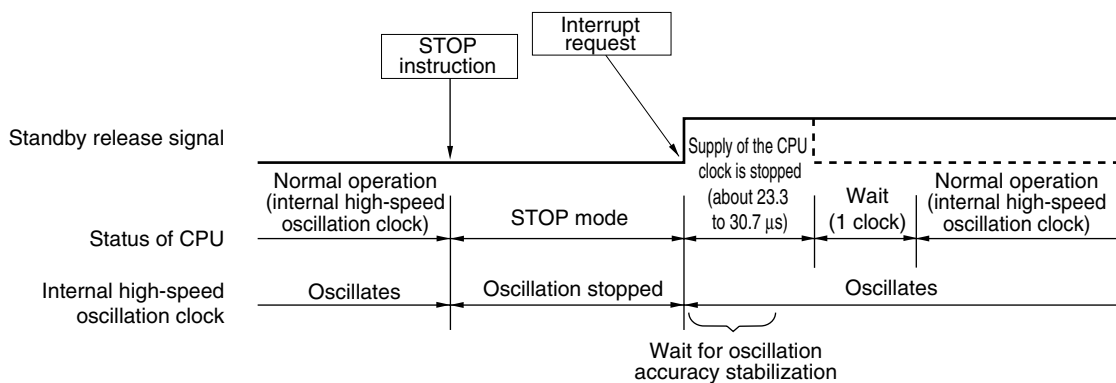 Interrupt
request
STOP
instruction
Standby release signal
Supply of the CPU
clock is stopped
(about 23.3
to 30.7 μs)
Normal operation
(internal high-speed
oscillation clock)
STOP mode
Wait
(1 clock)
Normal operation
(internal high-speed
oscillation clock)
Status of CPU
Internal high-speed
oscillation clock
Oscillates
Oscillation stopped
Oscillates
Wait for oscillation
accuracy stabilization